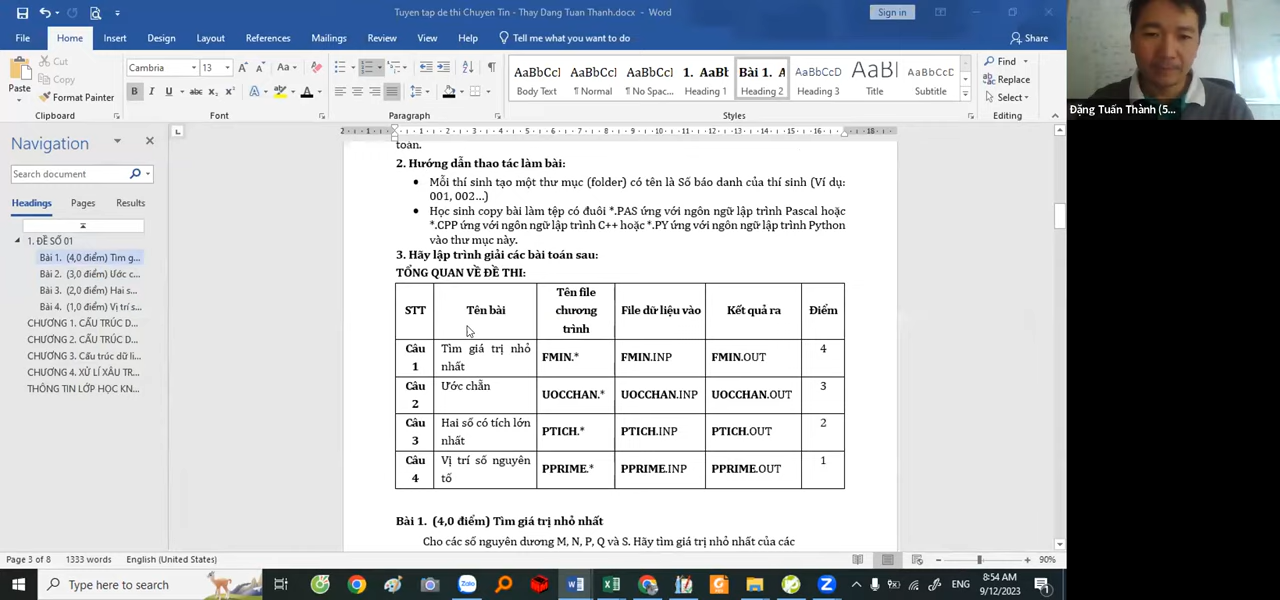 Tuyen tap de thi Chuyen Tin - Thay Dang Tuan Thanh.docx - Word
Sign in
File
Home
Insert
Design
Layout
References
Mailings
Review
View
Help
Tell me what you want to do
Share
Cut
Copy
Paste
Format Painter
Clipboard
Cambria
13
Font
Paragraph
AaBbCcl
Body Text
AaBbCcl
¶ Normal
AaBbCcl
¶ No Spac...
1. AaBl
Heading 1
Bài 1. A
Heading 2
AaBbCcD
Heading 3
AaBl
Title
AaBbCcD
Subtitle
Styles
Find
Replace
Select
Editing
Đặng Tuấn Thành (5...
Navigation
Search document
Headings
Pages
Results
1. ĐỀ SỐ 01
Bài 1. (4,0 điểm) Tìm g...
Bài 2. (3,0 điểm) Ước c...
Bài 3. (2,0 điểm) Hai s...
Bài 4. (1,0 điểm) Vị trí s...
CHƯƠNG 1. CẤU TRÚC D...
CHƯƠNG 2. CẤU TRÚC D...
CHƯƠNG 3. Cấu trúc dữ li...
CHƯƠNG 4. XỬ LÍ XÂU TR...
THÔNG TIN LỚP HỌC KN...
toán.
2. Hướng dẫn thao tác làm bài:
• Mỗi thí sinh tạo một thư mục (folder) có tên là Số báo danh của thí sinh (Ví dụ:
001, 002...)
• Học sinh copy bài làm tệp có đuôi *.PAS ứng với ngôn ngữ lập trình Pascal hoặc
*.CPP ứng với ngôn ngữ lập trình C++ hoặc *.PY ứng với ngôn ngữ lập trình Python
vào thư mục này.
3. Hãy lập trình giải các bài toán sau:
TỔNG QUAN VỀ ĐỀ THI:
STT
Tên bài
Tên file
chương
trình
File dữ liệu vào
Kết quả ra
Điểm
Câu
1
Tìm giá trị nhỏ
nhất
FMIN.*
FMIN.INP
FMIN.OUT
4
Câu
2
Ước chẵn
UOCCHAN.*
UOCCHAN.INP
UOCCHAN.OUT
3
Câu
3
Hai số có tích lớn
nhất
PTICH.*
PTICH.INP
PTICH.OUT
2
Câu
4
Vị trí số nguyên
tố
PPRIME.*
PPRIME.INP
PPRIME.OUT
1
Bài 1. (4,0 điểm) Tìm giá trị nhỏ nhất
Cho các số nguyên dương M, N, P, Q và S. Hãy tìm giá trị nhỏ nhất của các
Page 3 of 8
1333 words
English (United States)
90%
Type here to search
ENG
8:54 AM
9/12/2023